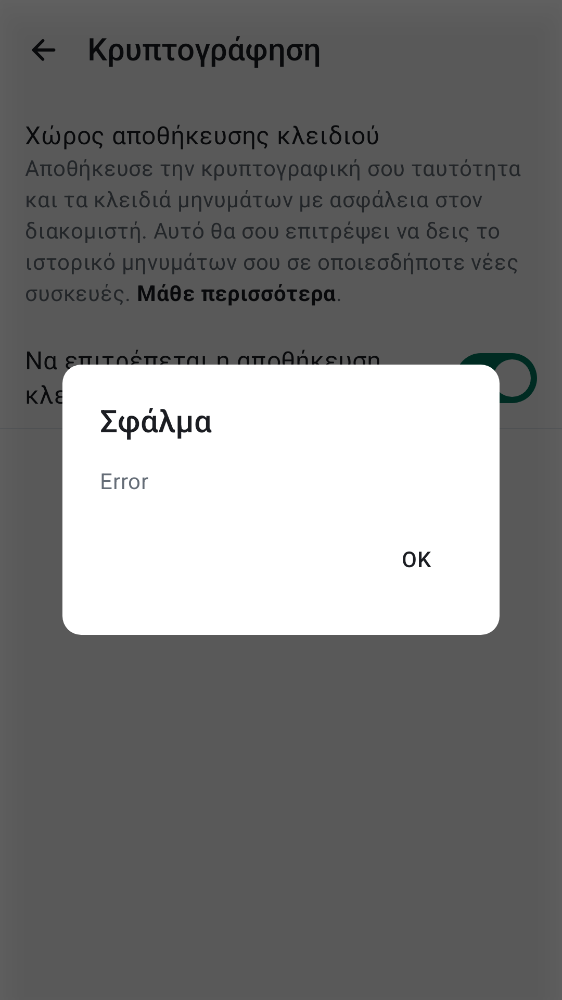 Κρυπτογράφηση
Χώρος αποθήκευσης κλειδιού
Αποθήκευσε την κρυπτογραφική σου ταυτότητα
και τα κλειδιά μηνυμάτων με ασφάλεια στον
διακομιστή. Αυτό θα σου επιτρέψει να δεις το
ιστορικό μηνυμάτων σου σε οποιεσδήποτε νέες
συσκευές. Μάθε περισσότερα.
Να επιτρέπεται η αποθήκευση
Σφάλμα
Error
OK